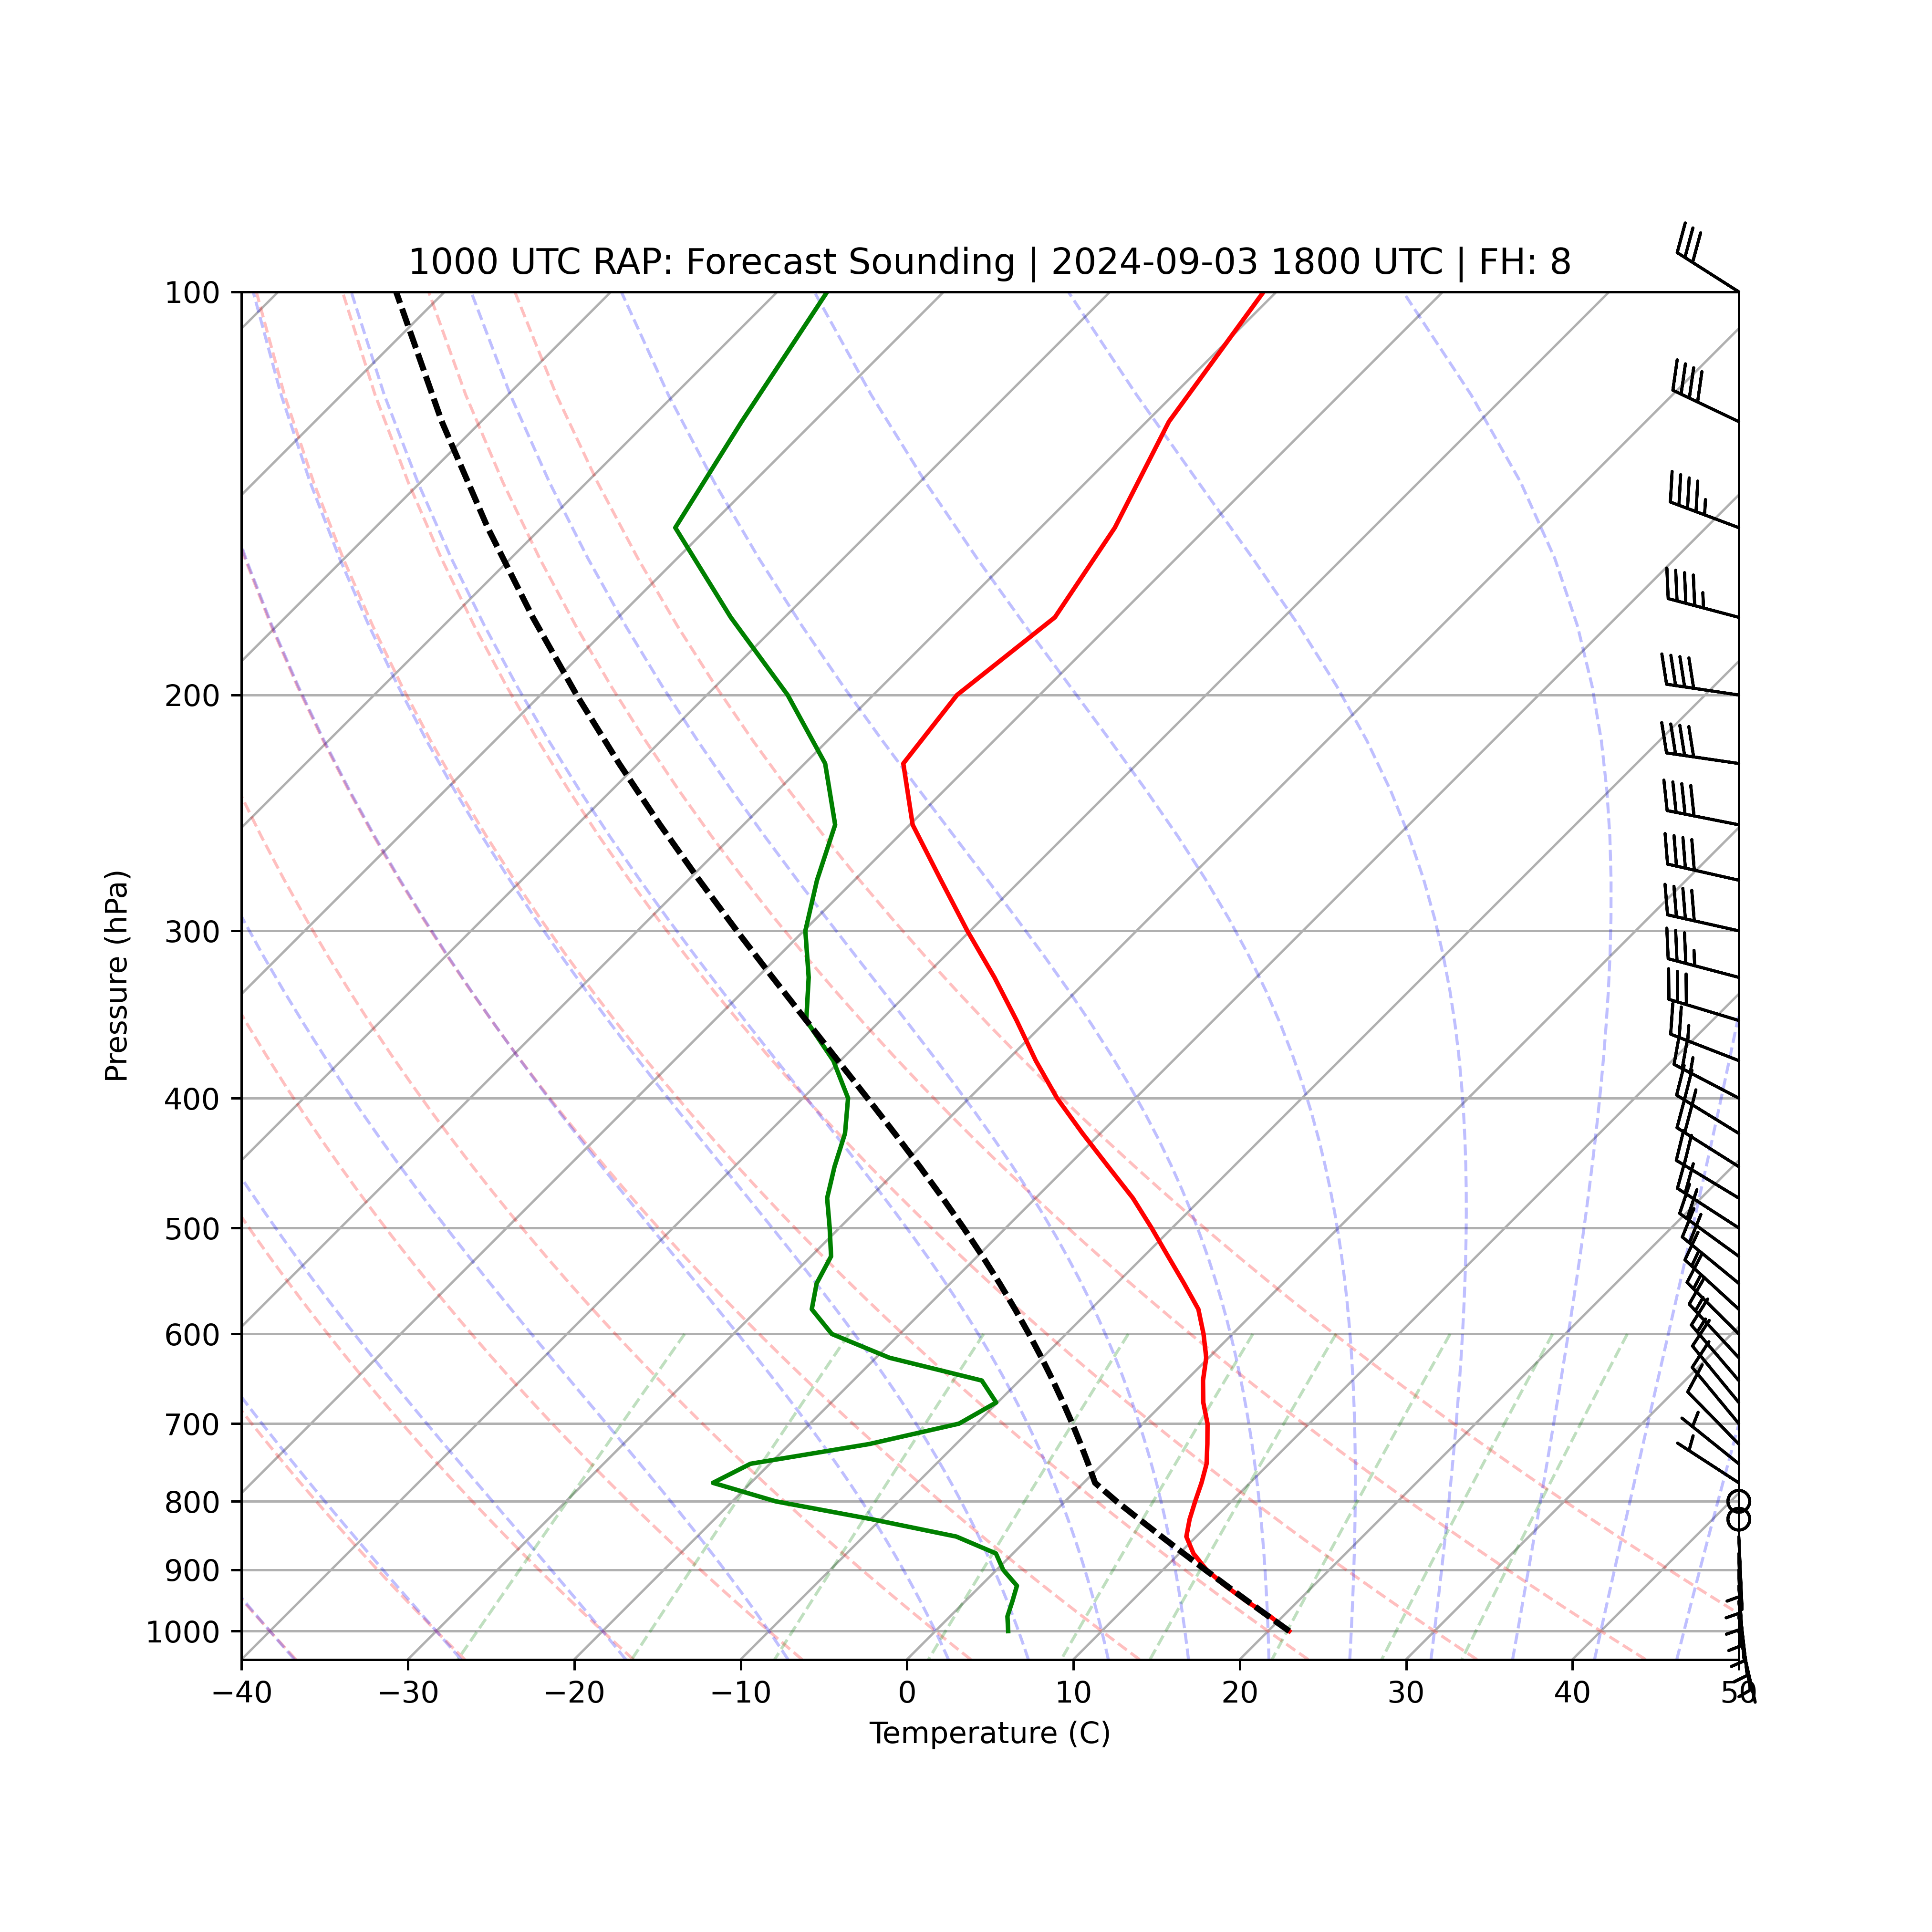 1000 UTC RAP: Forecast Sounding | 2024-09-03 1800 UTC | FH: 8
100
200
300
400
500
600
700
800
900
1000
Pressure (hPa)
−40 −30 −20 −10 0 10 20 30 40 50
Temperature (C)